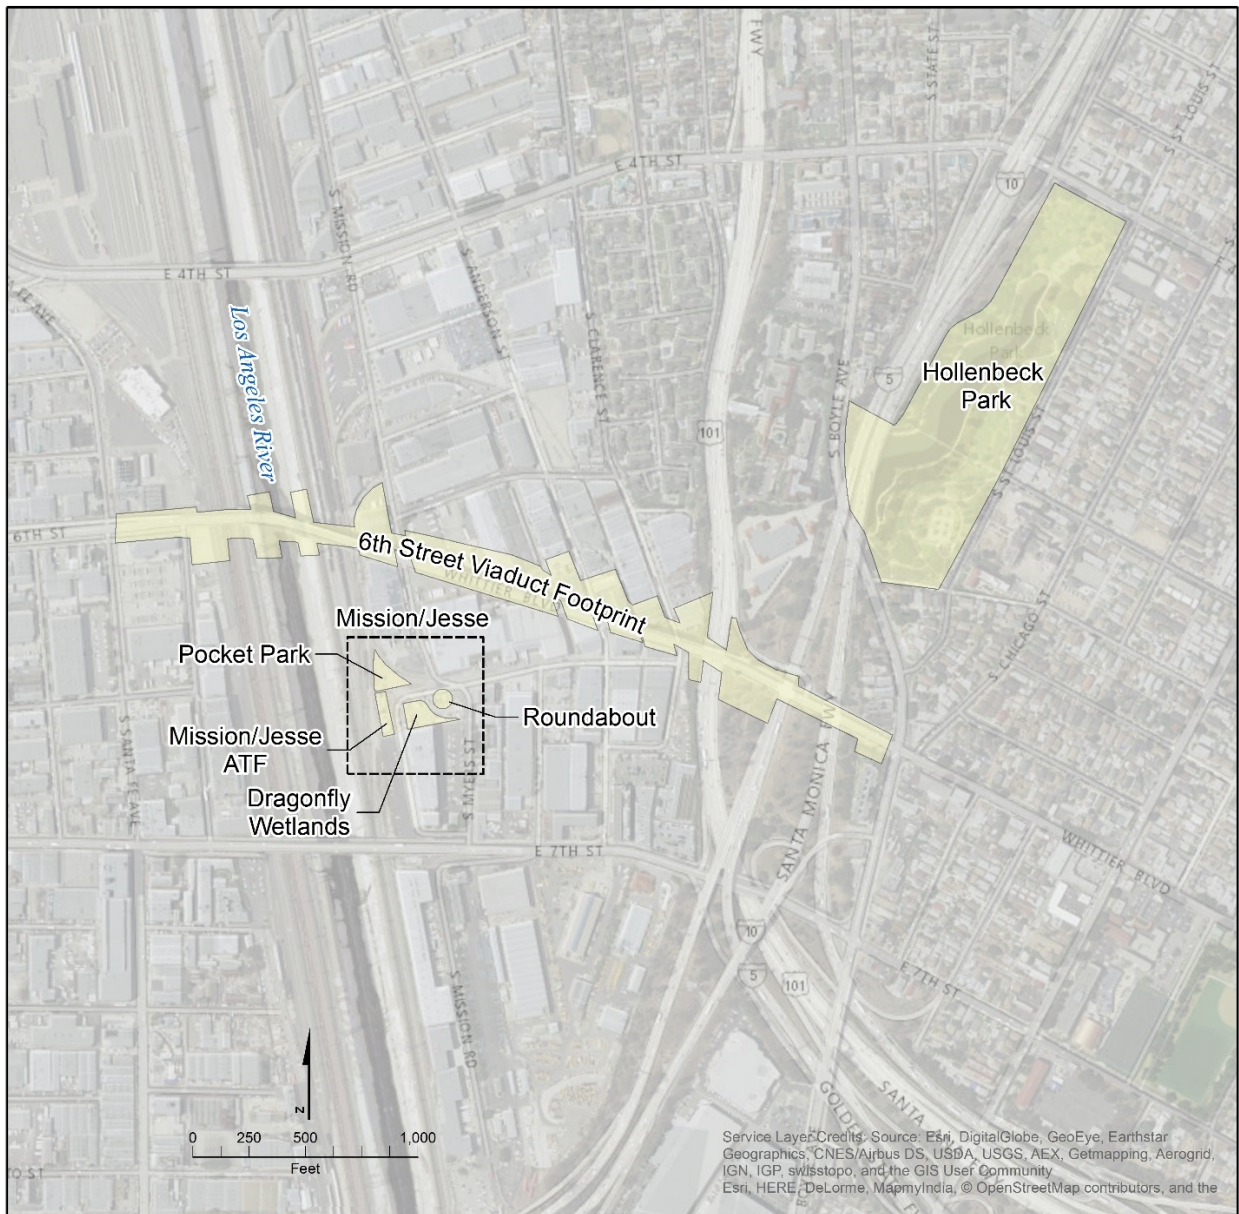 FWY
S STATE ST
S ST LOUIS ST
E 4TH ST
10
S MISSION RD
S ANDERSON ST
E 4TH ST
FE AVE
Los Angeles River
S CLARENCE ST
S BOYLE AVE
5
Hollenbeck
Park
Hollenbeck
Park
101
S ST LOUIS ST
6TH ST
6th Street Viaduct Footprint
WHITTIER BLVD
Mission/Jesse
Pocket Park
Roundabout
Mission/Jesse
ATF
Dragonfly
Wetlands
S SANTA FE AVE
S MYERS ST
S CHICAGO ST
SANTA MONICA FWY
E 7TH ST
WHITTIER BLVD
10
5
101
E 7TH ST
S MISSION RD
N
0 250 500 1,000
Feet
GOLDEN
SANTA
Service Layer Credits: Source: Esri, DigitalGlobe, GeoEye, Earthstar
Geographics, CNES/Airbus DS, USDA, USGS, AEX, Getmapping, Aerogrid,
IGN, IGP, swisstopo, and the GIS User Community
Esri, HERE, DeLorme, MapmyIndia, © OpenStreetMap contributors, and the